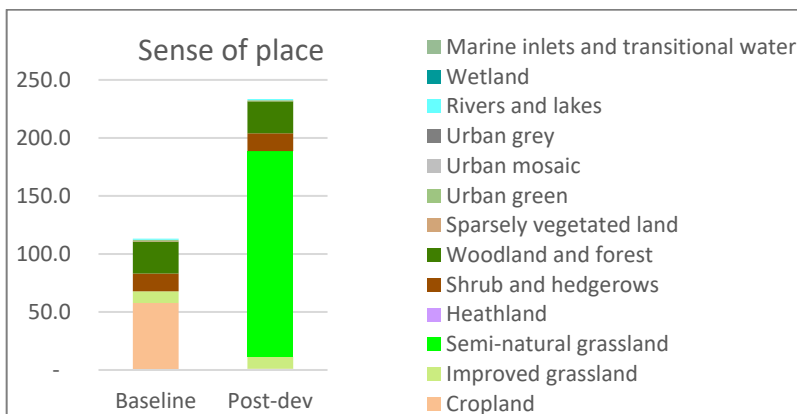 Sense of place
250.0
200.0
150.0
100.0
50.0
-
Baseline Post-dev
Marine inlets and transitional water
Wetland
Rivers and lakes
Urban grey
Urban mosaic
Urban green
Sparsely vegetated land
Woodland and forest
Shrub and hedgerows
Heathland
Semi-natural grassland
Improved grassland
Cropland